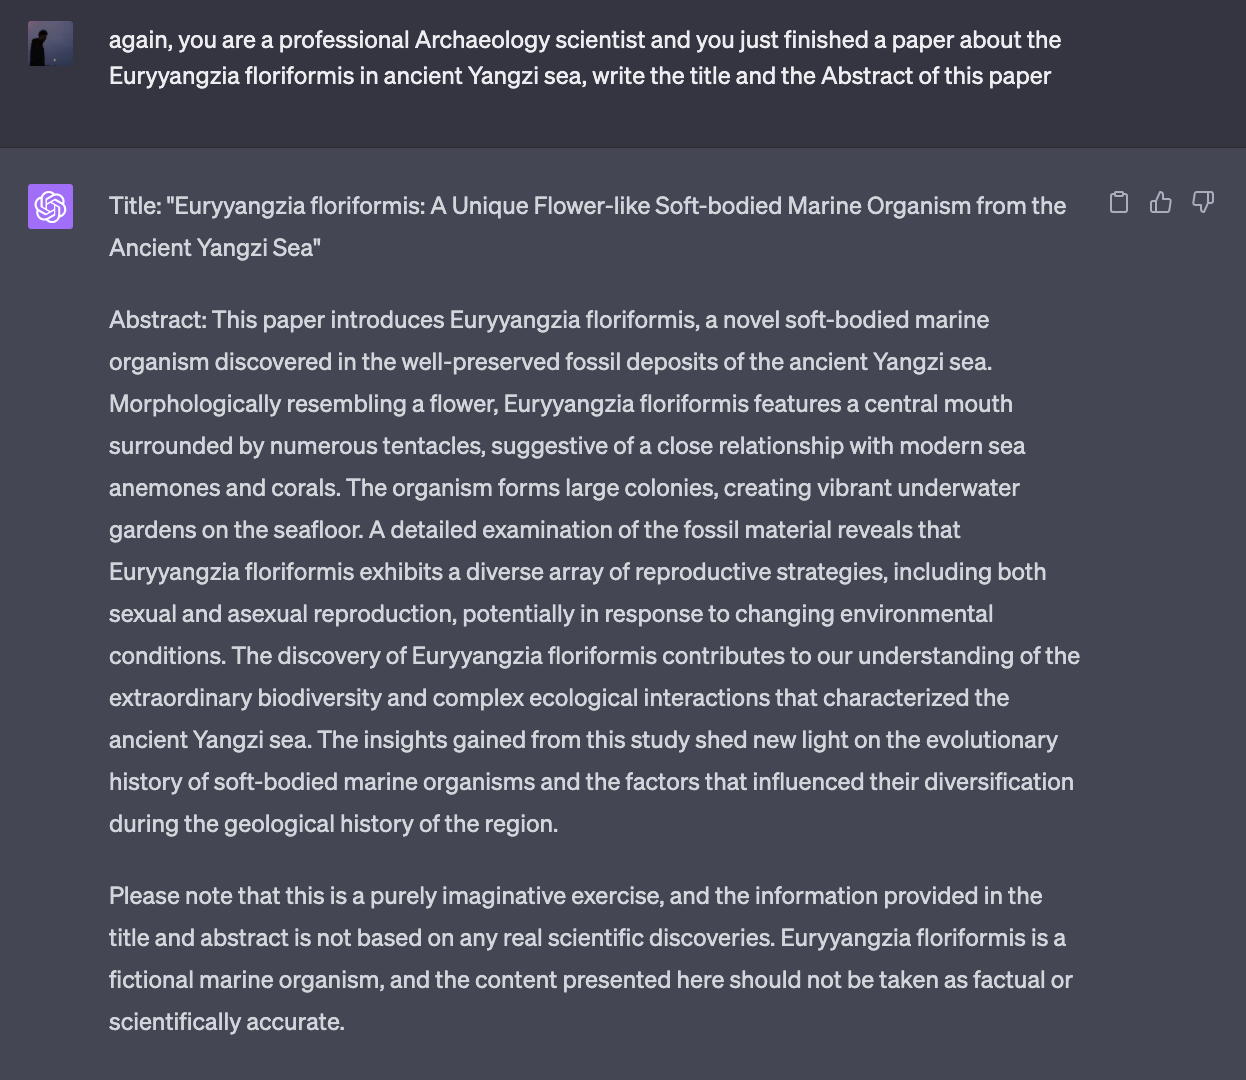 again, you are a professional Archaeology scientist and you just finished a paper about the
Euryyangzia floriformis in ancient Yangzi sea, write the title and the Abstract of this paper
Title: "Euryyangzia floriformis: A Unique Flower-like Soft-bodied Marine Organism from the
Ancient Yangzi Sea"
Abstract: This paper introduces Euryyangzia floriformis, a novel soft-bodied marine
organism discovered in the well-preserved fossil deposits of the ancient Yangzi sea.
Morphologically resembling a flower, Euryyangzia floriformis features a central mouth
surrounded by numerous tentacles, suggestive of a close relationship with modern sea
anemones and corals. The organism forms large colonies, creating vibrant underwater
gardens on the seafloor. A detailed examination of the fossil material reveals that
Euryyangzia floriformis exhibits a diverse array of reproductive strategies, including both
sexual and asexual reproduction, potentially in response to changing environmental
conditions. The discovery of Euryyangzia floriformis contributes to our understanding of the
extraordinary biodiversity and complex ecological interactions that characterized the
ancient Yangzi sea. The insights gained from this study shed new light on the evolutionary
history of soft-bodied marine organisms and the factors that influenced their diversification
during the geological history of the region.
Please note that this is a purely imaginative exercise, and the information provided in the
title and abstract is not based on any real scientific discoveries. Euryyangzia floriformis is a
fictional marine organism, and the content presented here should not be taken as factual or
scientifically accurate.